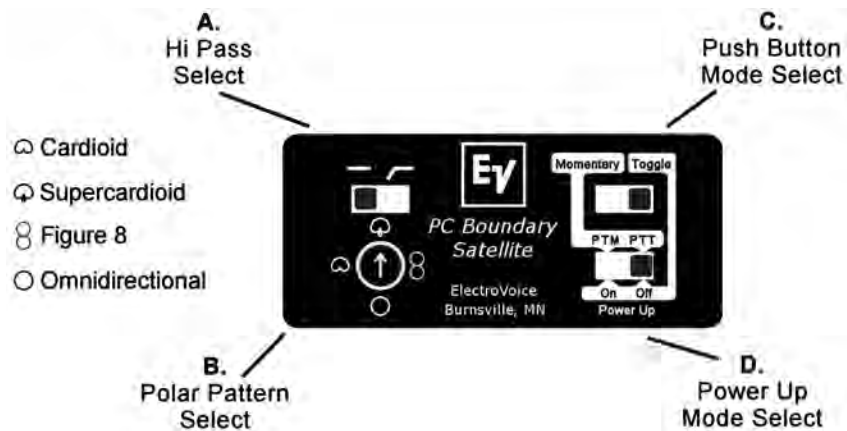 A.
Hi Pass
Select
C.
Push Button
Mode Select
Cardioid
Supercardioid
Figure 8
Omnidirectional
EV
PC Boundary
Satellite
ElectroVoice
Burnsville, MN
Momentary Toggle
PTM PTT
On Off
Power Up
B.
Polar Pattern
Select
D.
Power Up
Mode Select